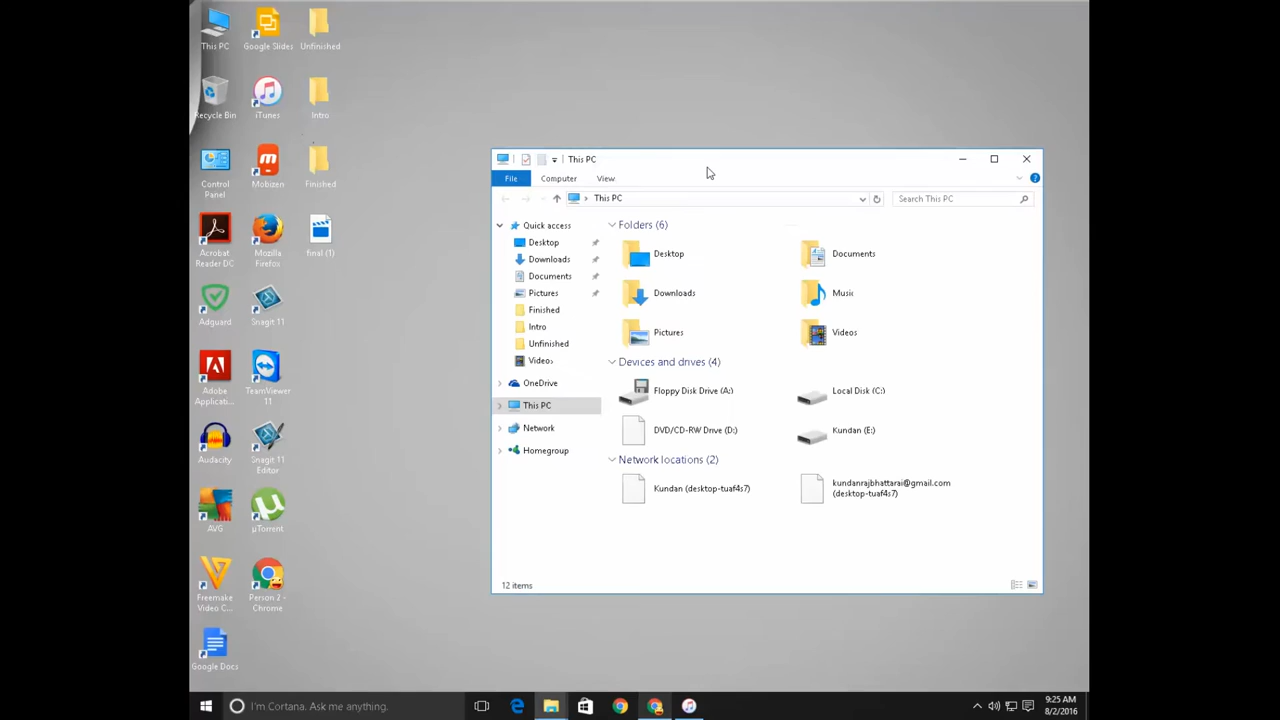 This PC
Google Slides
Unfinished
Recycle Bin
iTunes
Intro
Control
Panel
Mobizen
Finished
Acrobat
Reader DC
Mozilla
Firefox
final (1)
Adguard
Snagit 11
Adobe
Applicati...
TeamViewer
11
Audacity
Snagit 11
Editor
AVG
µTorrent
Freemake
Video C...
Person 2 -
Chrome
Google Docs
This PC
File
Computer
View
This PC
Search This PC
Quick access
Desktop
Downloads
Documents
Pictures
Finished
Intro
Unfinished
Videos
OneDrive
This PC
Network
Homegroup
Folders (6)
Desktop
Documents
Downloads
Music
Pictures
Videos
Devices and drives (4)
Floppy Disk Drive (A:)
Local Disk (C:)
DVD/CD-RW Drive (D:)
Kundan (E:)
Network locations (2)
Kundan (desktop-tuaf4s7)
kundanrajbhattarai@gmail.com
(desktop-tuaf4s7)
12 items
I'm Cortana. Ask me anything.
9:25 AM
8/2/2016